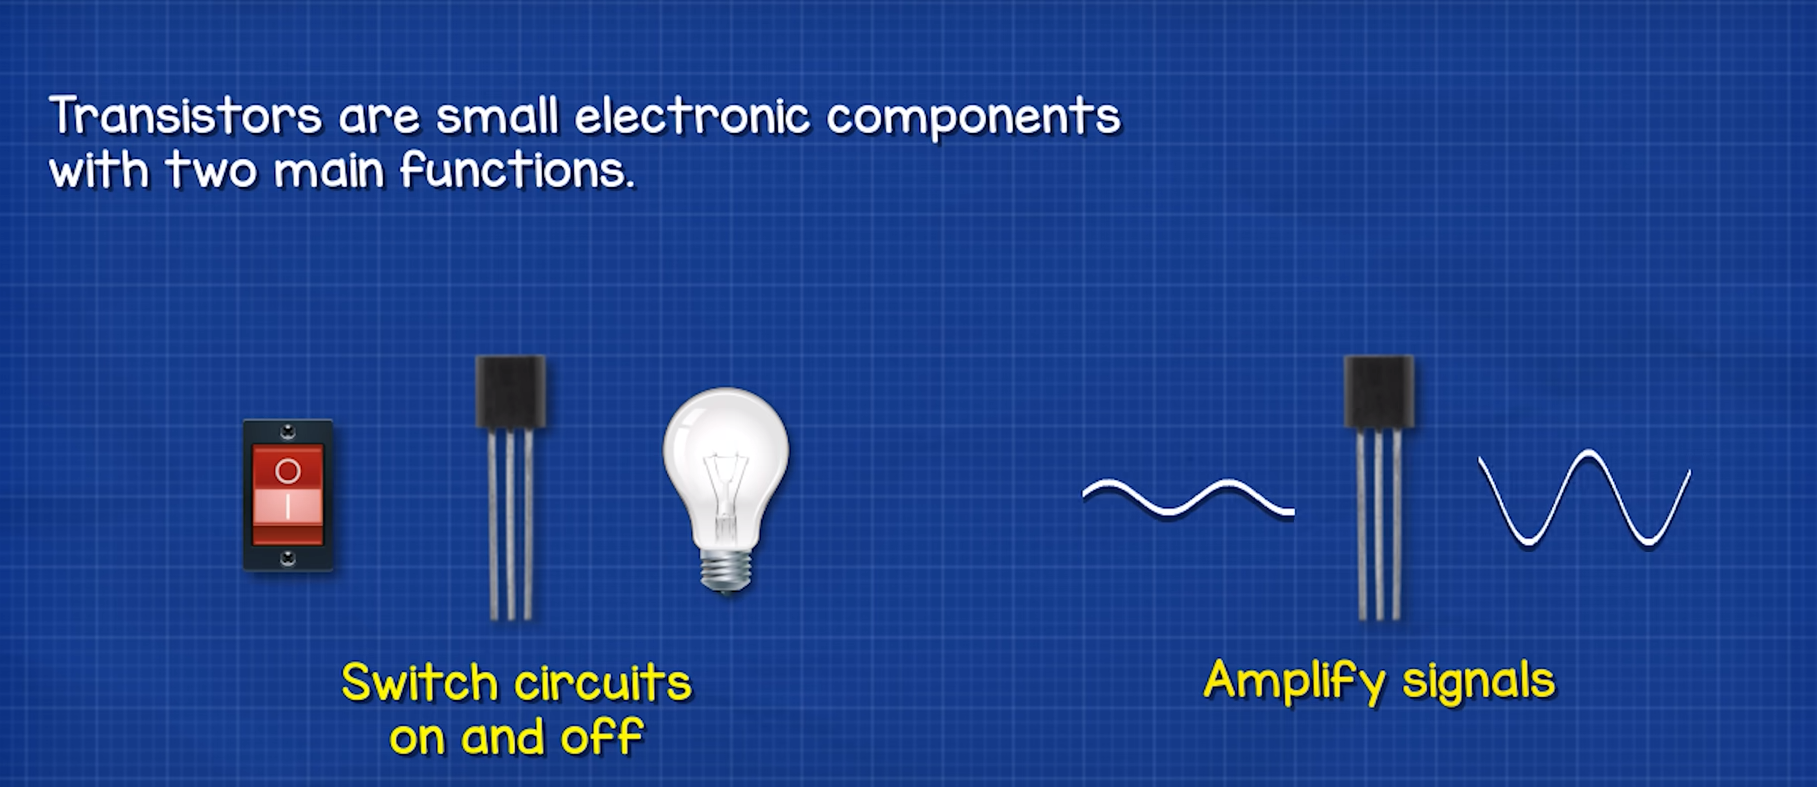 Transistors are small electronic components
with two main functions.
Switch circuits
on and off
Amplify signals